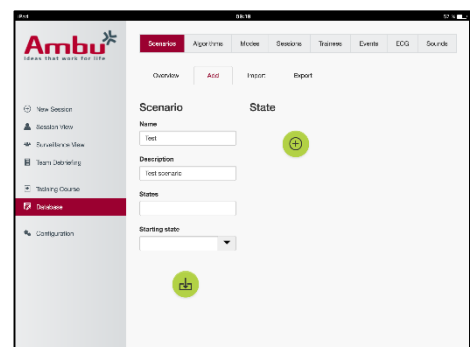 iPad 08:18 52 %
Ambu
Ideas that work for life
Scenarios Algorithms Modes Sessions Trainees Events ECG Sounds
Overview Add Import Export
New Session
Session View
Surveillance View
Team Debriefing
Training Course
Database
Configuration
Scenario State
Name
Test
Description
Test scenario
States
Starting state